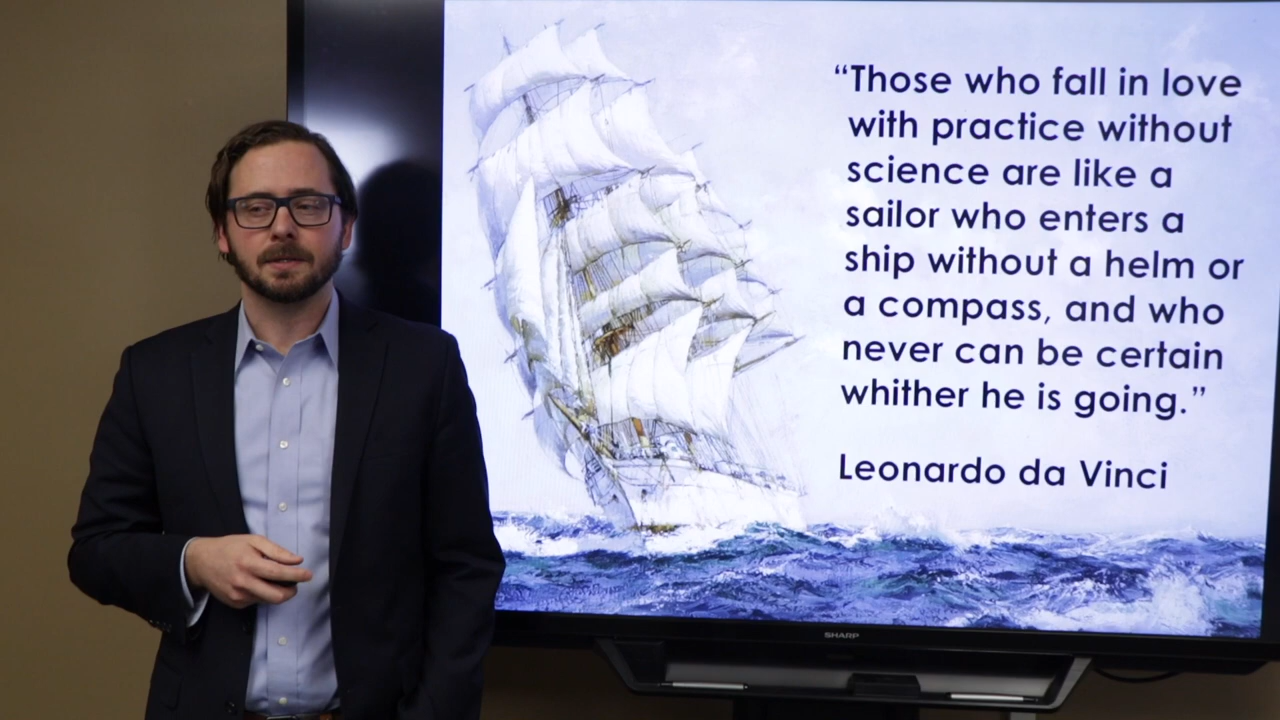 “Those who fall in love
with practice without
science are like a
sailor who enters a
ship without a helm or
a compass, and who
never can be certain
whither he is going.”
Leonardo da Vinci
SHARP